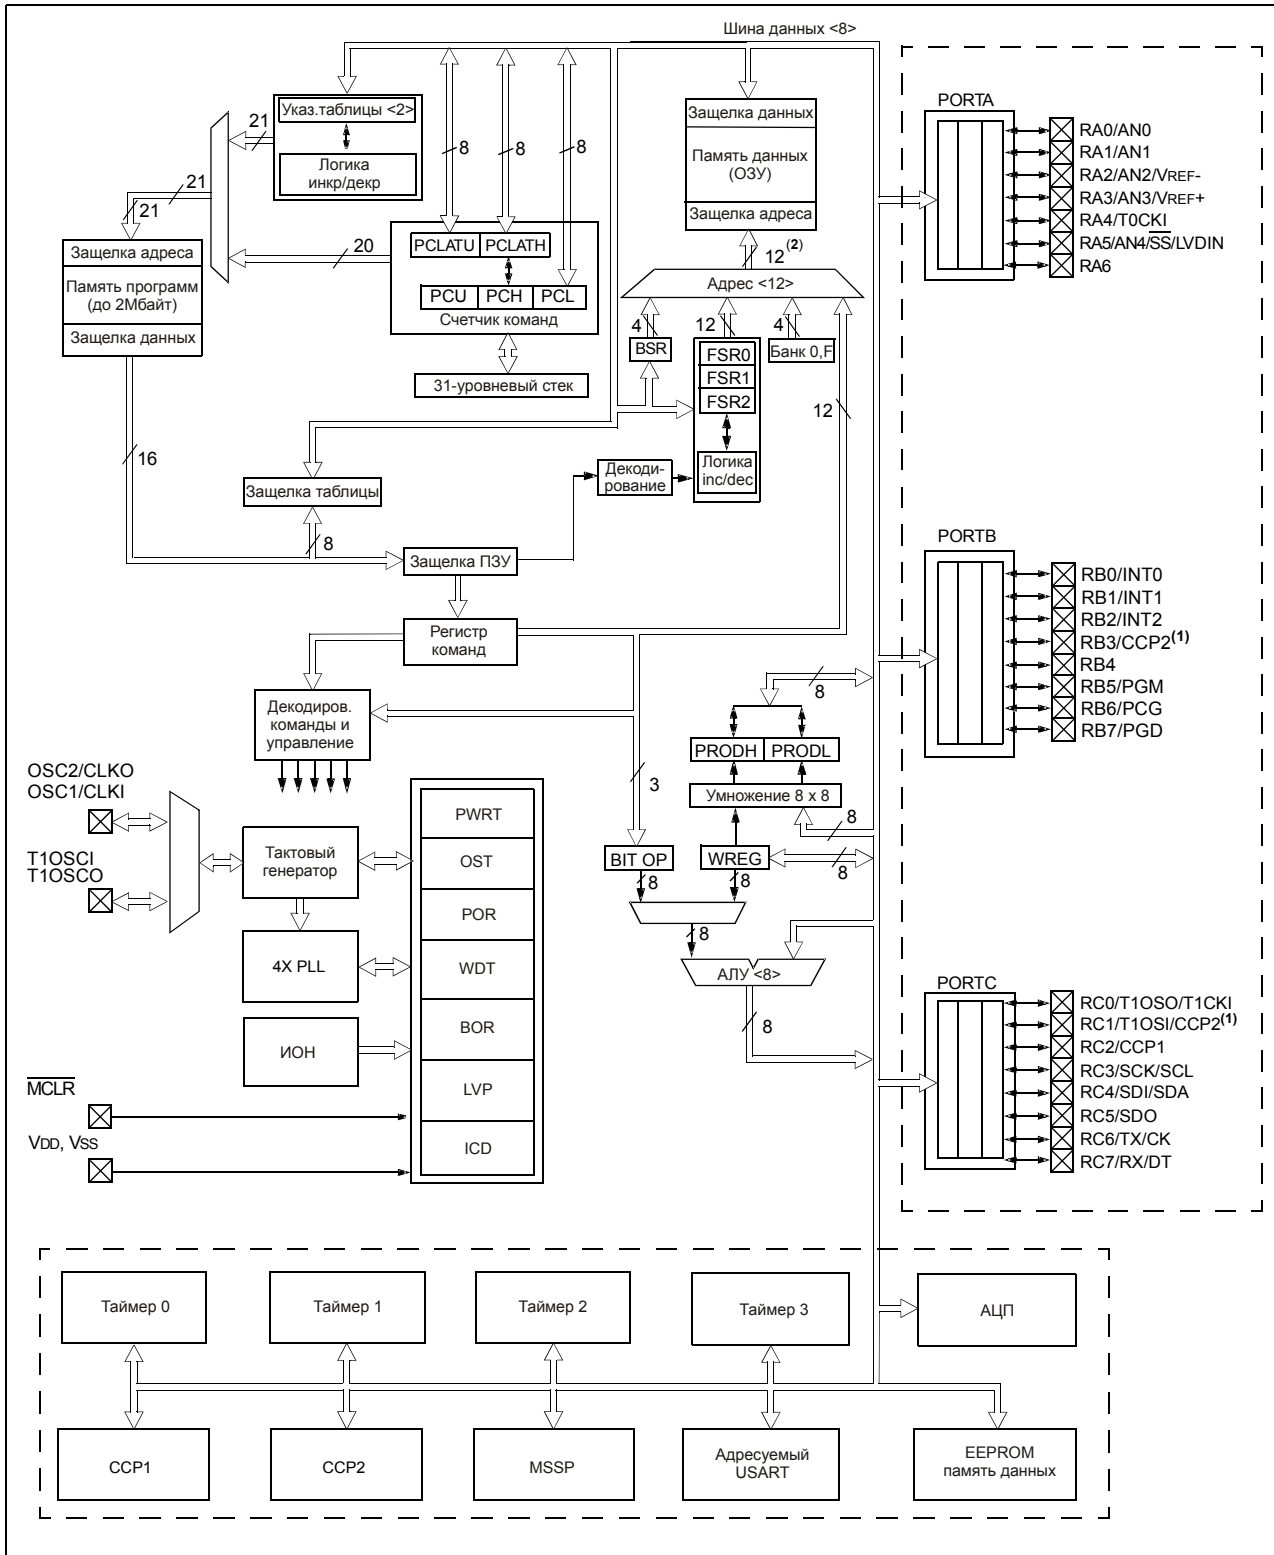 Шина данных <8>
Указ.таблицы <2>
Логика
инкр/декр
21
21
21
8
8
8
Защелка данных
Память данных
(ОЗУ)
Защелка адреса
12(2)
Адрес <12>
Защелка адреса
Память программ
(до 2Мбайт)
Защелка данных
20
PCLATU
PCLATH
PCU
PCH
PCL
Счетчик команд
31-уровневый стек
4
BSR
12
FSR0
FSR1
FSR2
Логика
inc/dec
4
Банк 0,F
12
16
Защелка таблицы
8
Декоди-
рование
Защелка ПЗУ
Регистр
команд
Декодиров.
команды и
управление
3
8
PRODH
PRODL
Умножение 8 x 8
8
BIT OP
WREG
8
8
8
8
АЛУ <8>
8
OSC2/CLKO
OSC1/CLKI
T1OSCI
T1OSCO
Тактовый
генератор
4X PLL
ИОН
MCLR
VDD, VSS
PWRT
OST
POR
WDT
BOR
LVP
ICD
PORTA
RA0/AN0
RA1/AN1
RA2/AN2/VREF-
RA3/AN3/VREF+
RA4/T0CKI
RA5/AN4/SS/LVDIN
RA6
PORTB
RB0/INT0
RB1/INT1
RB2/INT2
RB3/CCP2(1)
RB4
RB5/PGM
RB6/PCG
RB7/PGD
PORTC
RC0/T1OSO/T1CKI
RC1/T1OSI/CCP2(1)
RC2/CCP1
RC3/SCK/SCL
RC4/SDI/SDA
RC5/SDO
RC6/TX/CK
RC7/RX/DT
Таймер 0
Таймер 1
Таймер 2
Таймер 3
АЦП
CCP1
CCP2
MSSP
Адресуемый
USART
EEPROM
память данных